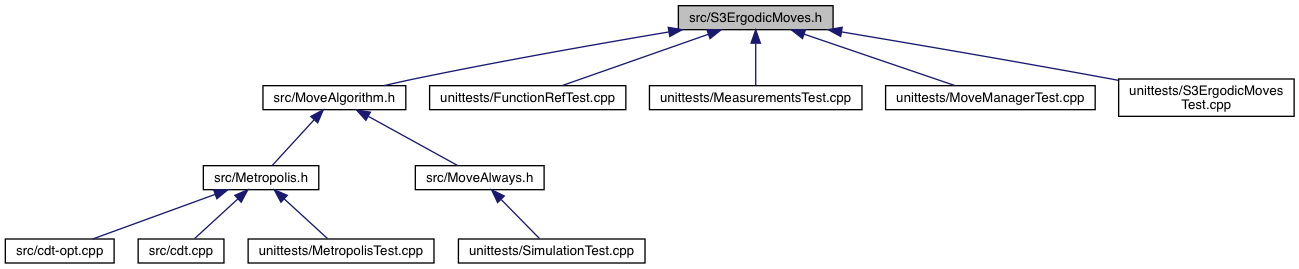 src/S3ErgodicMoves.h
src/MoveAlgorithm.h
unittests/FunctionRefTest.cpp
unittests/MeasurementsTest.cpp
unittests/MoveManagerTest.cpp
unittests/S3ErgodicMoves
Test.cpp
src/Metropolis.h
src/MoveAlways.h
src/cdt-opt.cpp
src/cdt.cpp
unittests/MetropolisTest.cpp
unittests/SimulationTest.cpp